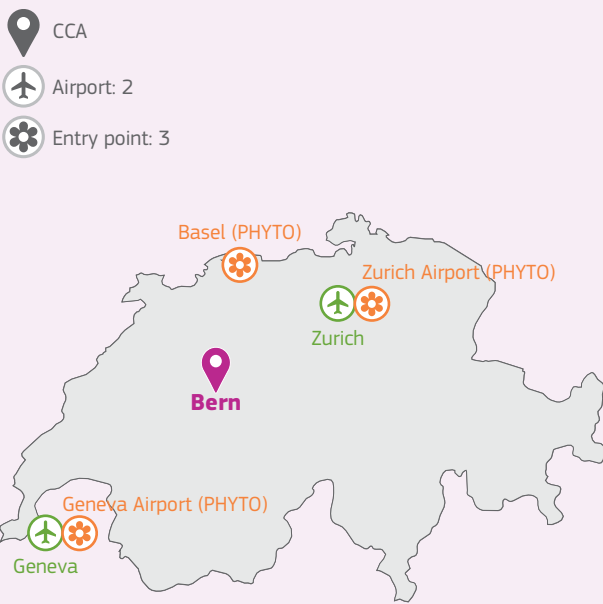 CCA
Airport: 2
Entry point: 3
Basel (PHYTO)
Zurich Airport (PHYTO)
Zurich
Bern
Geneva Airport (PHYTO)
Geneva